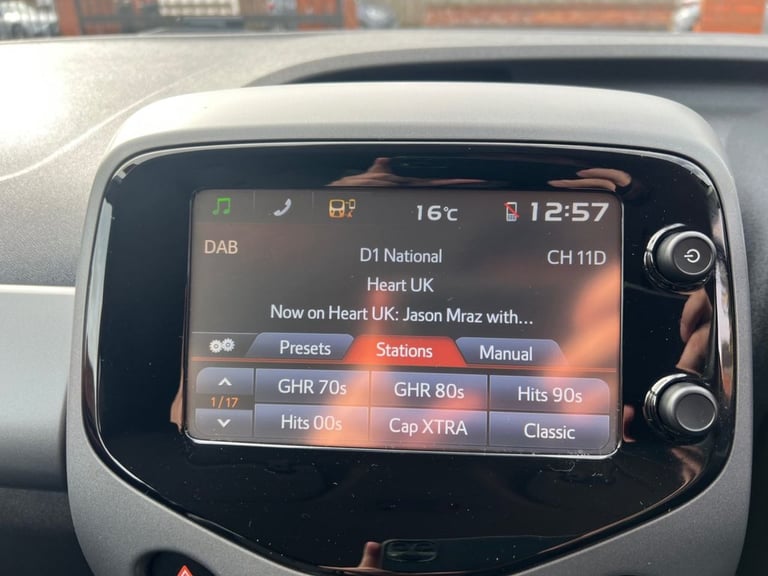 16°C 12:57
DAB D1 National CH 11D
Heart UK
Now on Heart UK: Jason Mraz with...
Presets Stations Manual
GHR 70s GHR 80s Hits 90s
1/17
Hits 00s Cap XTRA Classic